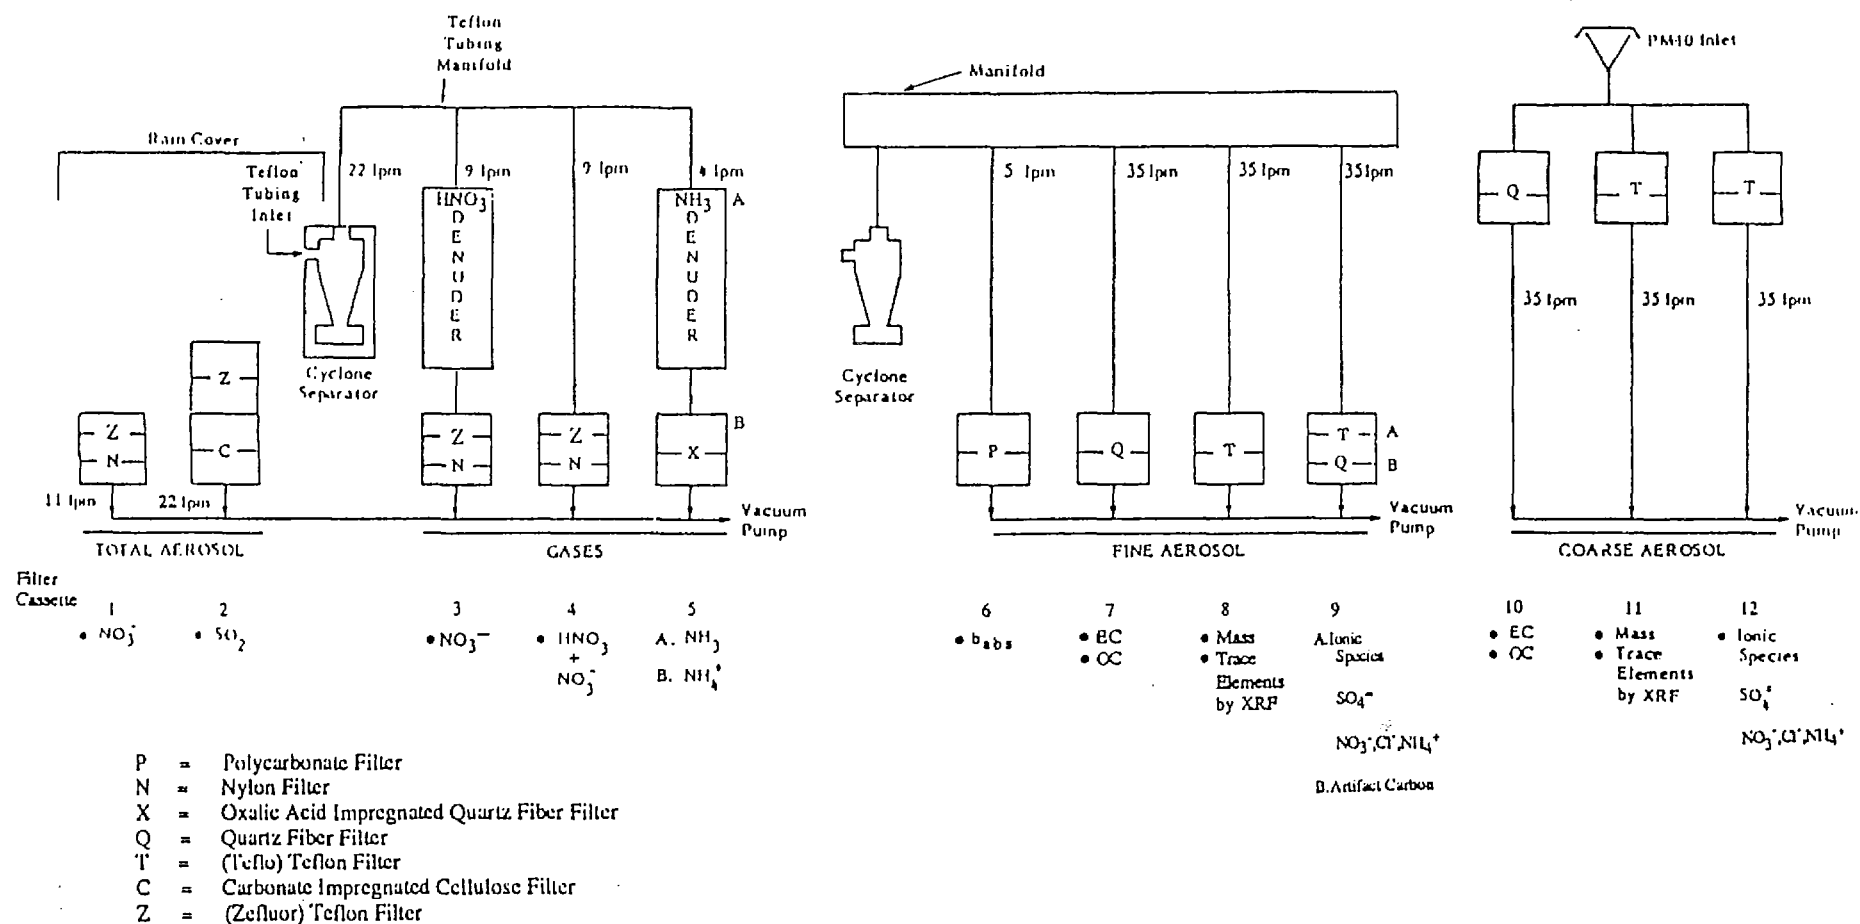 Teflon
Tubing
Manifold
Rain Cover
Teflon
Tubing
Inlet
22 lpm
9 lpm
9 lpm
4 lpm
HNO3
DENUDER
NH3
DENUDER
A
Cyclone
Separator
Z
C
Z
N
Z
N
Z
N
X
B
11 lpm
22 lpm
Vacuum
Pump
TOTAL AEROSOL
GASES
Manifold
5 lpm
35 lpm
35 lpm
35 lpm
Cyclone
Separator
P
Q
T
T
A
Q
B
Vacuum
Pump
FINE AEROSOL
PM-10 Inlet
Q
T
T
35 lpm
35 lpm
35 lpm
Vacuum
Pump
COARSE AEROSOL
Filter
Cassette
1
• NO3⁻
2
• SO2
3
• NO3⁻
4
• HNO3
+
NO3⁻
5
A. NH3
B. NH4⁺
6
• babs
7
• EC
• OC
8
• Mass
• Trace
Elements
by XRF
9
A. Ionic
Species
SO4⁼
NO3⁻,Cl⁻,NH4⁺
B. Artifact Carbon
10
• EC
• OC
11
• Mass
• Trace
Elements
by XRF
12
• Ionic
Species
SO4⁼
NO3⁻,Cl⁻,NH4⁺
P = Polycarbonate Filter
N = Nylon Filter
X = Oxalic Acid Impregnated Quartz Fiber Filter
Q = Quartz Fiber Filter
T = (Teflo) Teflon Filter
C = Carbonate Impregnated Cellulose Filter
Z = (Zefluor) Teflon Filter